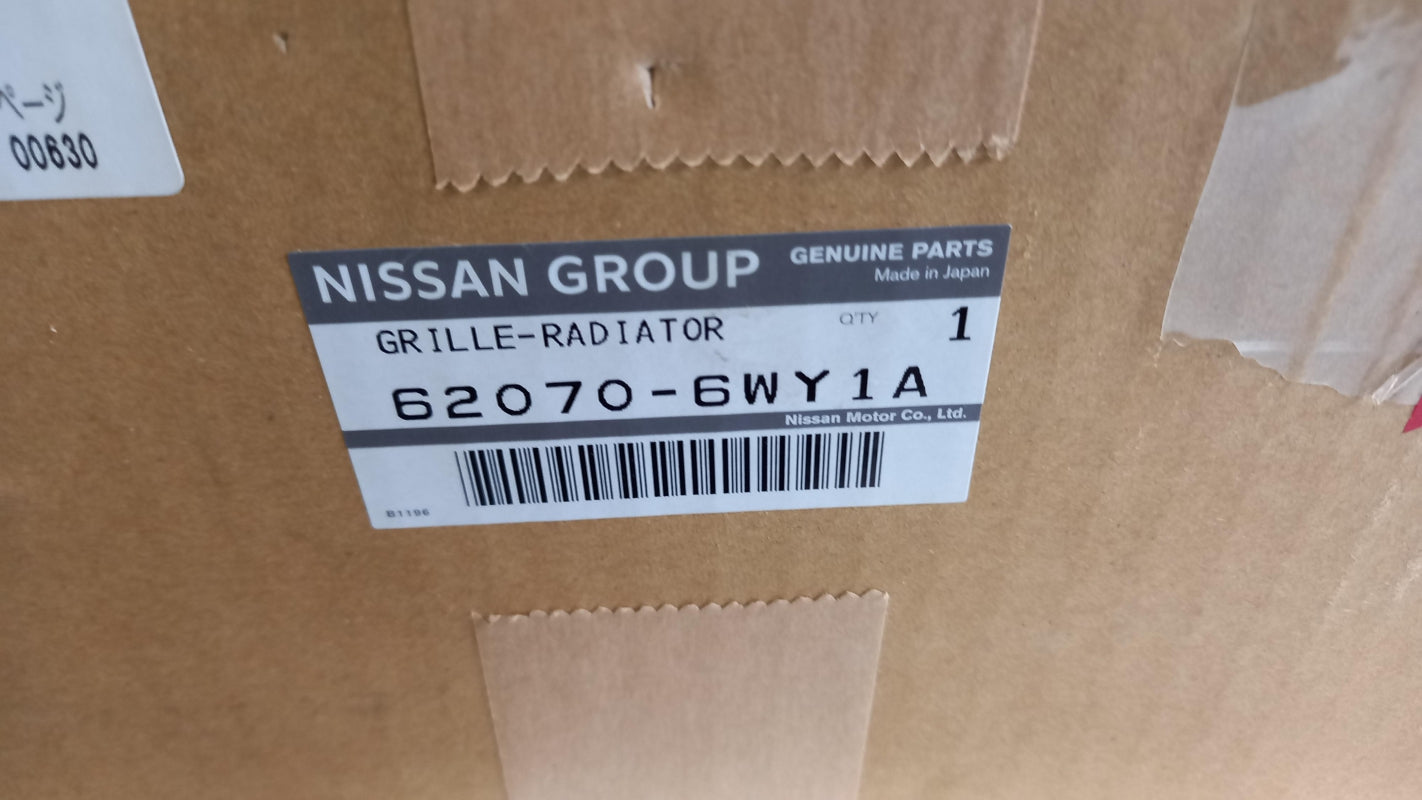 ページ
00630
NISSAN GROUP
GENUINE PARTS
Made in Japan
GRILLE-RADIATOR
Q'TY
1
62070-6WY1A
Nissan Motor Co., Ltd.
B1196